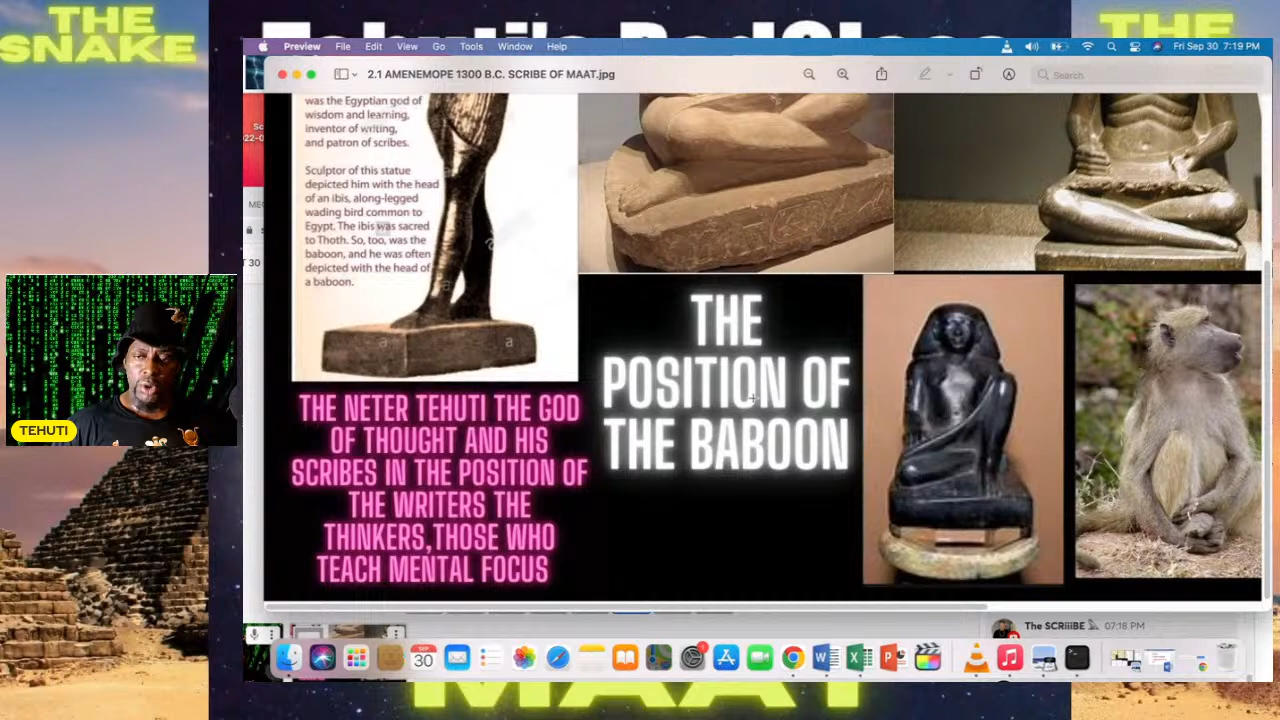 THE
SNAKE
THE
Preview File Edit View Go Tools Window Help
Fri Sep 30 7:19 PM
2.1 AMENEMOPE 1300 B.C. SCRIBE OF MAAT.jpg
Search
was the Egyptian god of
wisdom and learning,
inventor of writing,
and patron of scribes.
Sculptor of this statue
depicted him with the head
of an ibis, along-legged
wading bird common to
Egypt. The ibis was sacred
to Thoth. So, too, was the
baboon, and he was often
depicted with the head of
a baboon.
a
a
THE
POSITION OF
THE BABOON
THE NETER TEHUTI THE GOD
OF THOUGHT AND HIS
SCRIBES IN THE POSITION OF
THE WRITERS THE
THINKERS,THOSE WHO
TEACH MENTAL FOCUS
TEHUTI
The SCRiiiBE 07:18 PM
SEP
30
MAAT